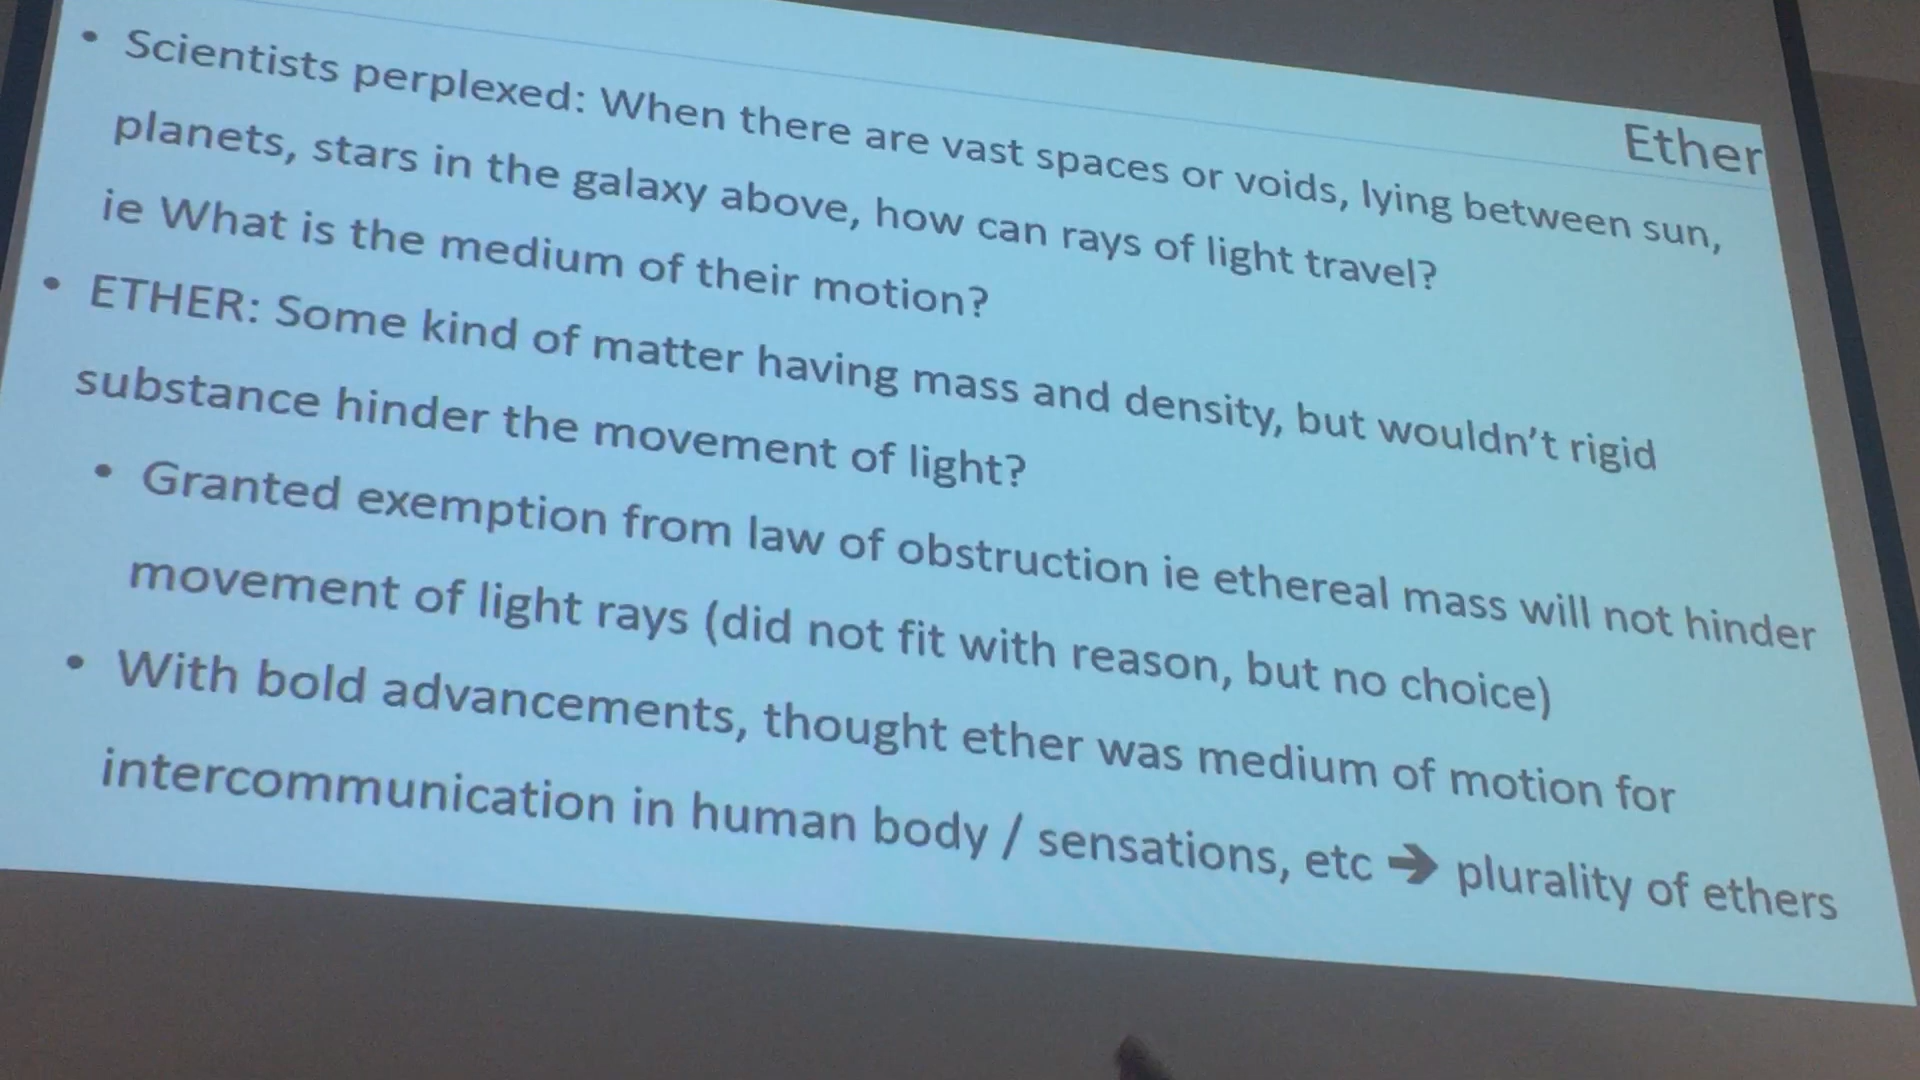 Ether
• Scientists perplexed: When there are vast spaces or voids, lying between sun,
planets, stars in the galaxy above, how can rays of light travel?
ie What is the medium of their motion?
• ETHER: Some kind of matter having mass and density, but wouldn't rigid
substance hinder the movement of light?
• Granted exemption from law of obstruction ie ethereal mass will not hinder
movement of light rays (did not fit with reason, but no choice)
• With bold advancements, thought ether was medium of motion for
intercommunication in human body / sensations, etc ➔ plurality of ethers